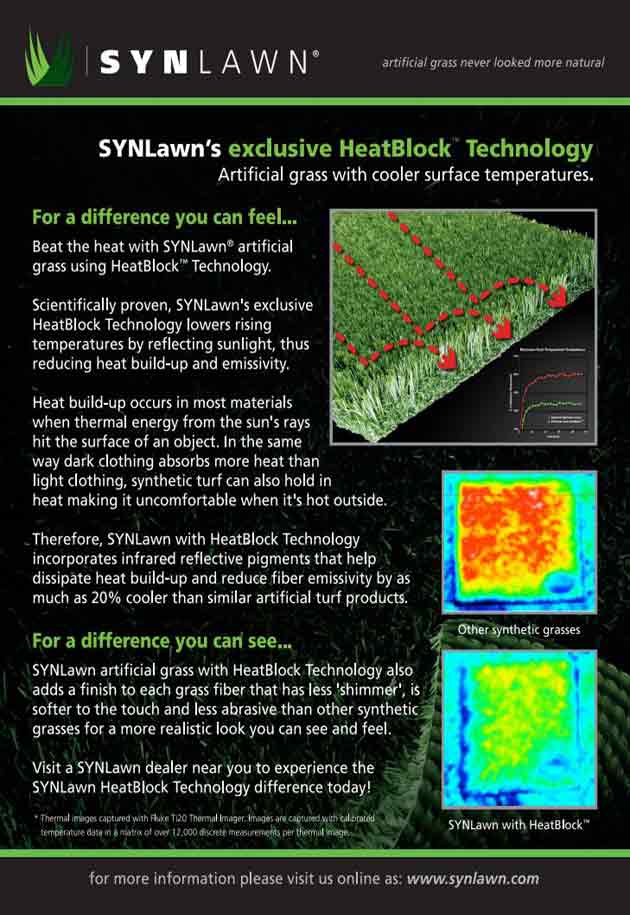 SYNLAWN®
artificial grass never looked more natural
SYNLawn's exclusive HeatBlock™ Technology
Artificial grass with cooler surface temperatures.
For a difference you can feel...
Beat the heat with SYNLawn® artificial
grass using HeatBlock™ Technology.
Scientifically proven, SYNLawn's exclusive
HeatBlock Technology lowers rising
temperatures by reflecting sunlight, thus
reducing heat build-up and emissivity.
Heat build-up occurs in most materials
when thermal energy from the sun's rays
hit the surface of an object. In the same
way dark clothing absorbs more heat than
light clothing, synthetic turf can also hold in
heat making it uncomfortable when it's hot outside.
Therefore, SYNLawn with HeatBlock Technology
incorporates infrared reflective pigments that help
dissipate heat build-up and reduce fiber emissivity by as
much as 20% cooler than similar artificial turf products.
Other synthetic grasses
For a difference you can see...
SYNLawn artificial grass with HeatBlock Technology also
adds a finish to each grass fiber that has less 'shimmer', is
softer to the touch and less abrasive than other synthetic
grasses for a more realistic look you can see and feel.
Visit a SYNLawn dealer near you to experience the
SYNLawn HeatBlock Technology difference today!
SYNLawn with HeatBlock™
* Thermal images captured with Fluke Ti20 Thermal Imager. Images are captured with calibrated
temperature data in a matrix of over 12,000 discrete measurements per thermal image.
for more information please visit us online as: www.synlawn.com